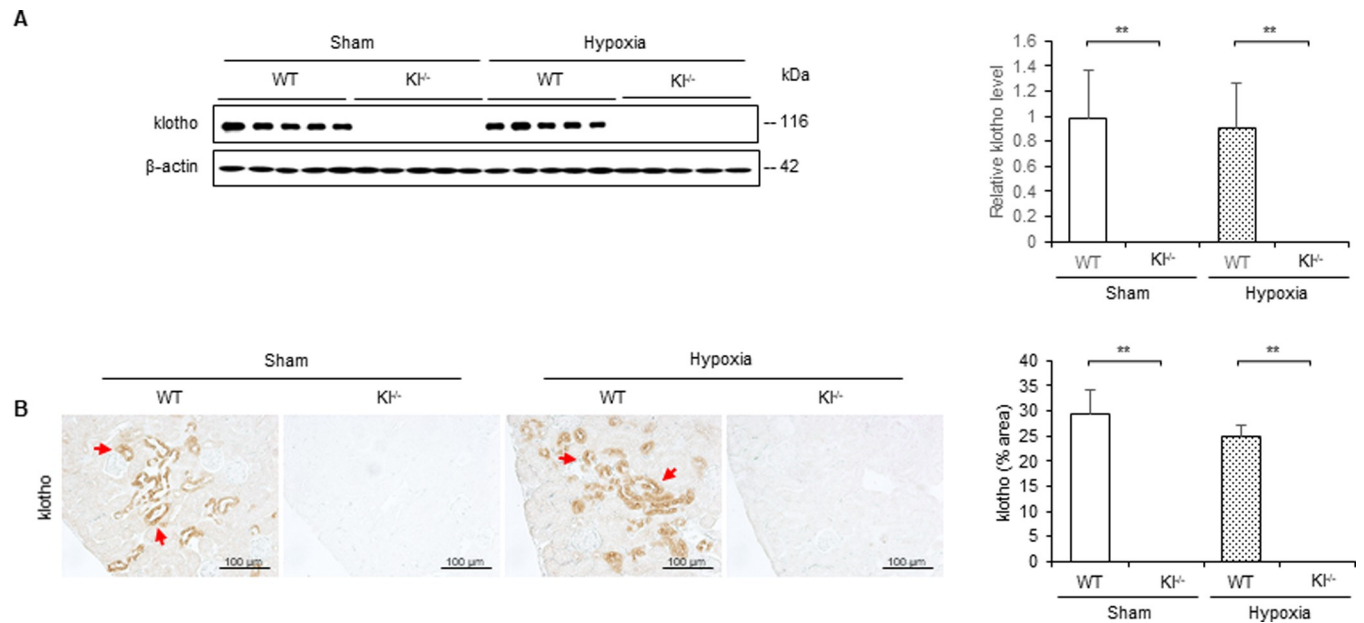 A
Sham Hypoxia
WT Kl-/- WT Kl-/- kDa
klotho -- 116
β-actin -- 42
** **
1.6
1.4
1.2
1
0.8
0.6
0.4
0.2
0
Relative klotho level
WT Kl-/- WT Kl-/-
Sham Hypoxia
B
Sham Hypoxia
WT Kl-/- WT Kl-/-
klotho
100 µm 100 µm 100 µm 100 µm
** **
40
35
30
25
20
15
10
5
0
klotho (% area)
WT Kl-/- WT Kl-/-
Sham Hypoxia